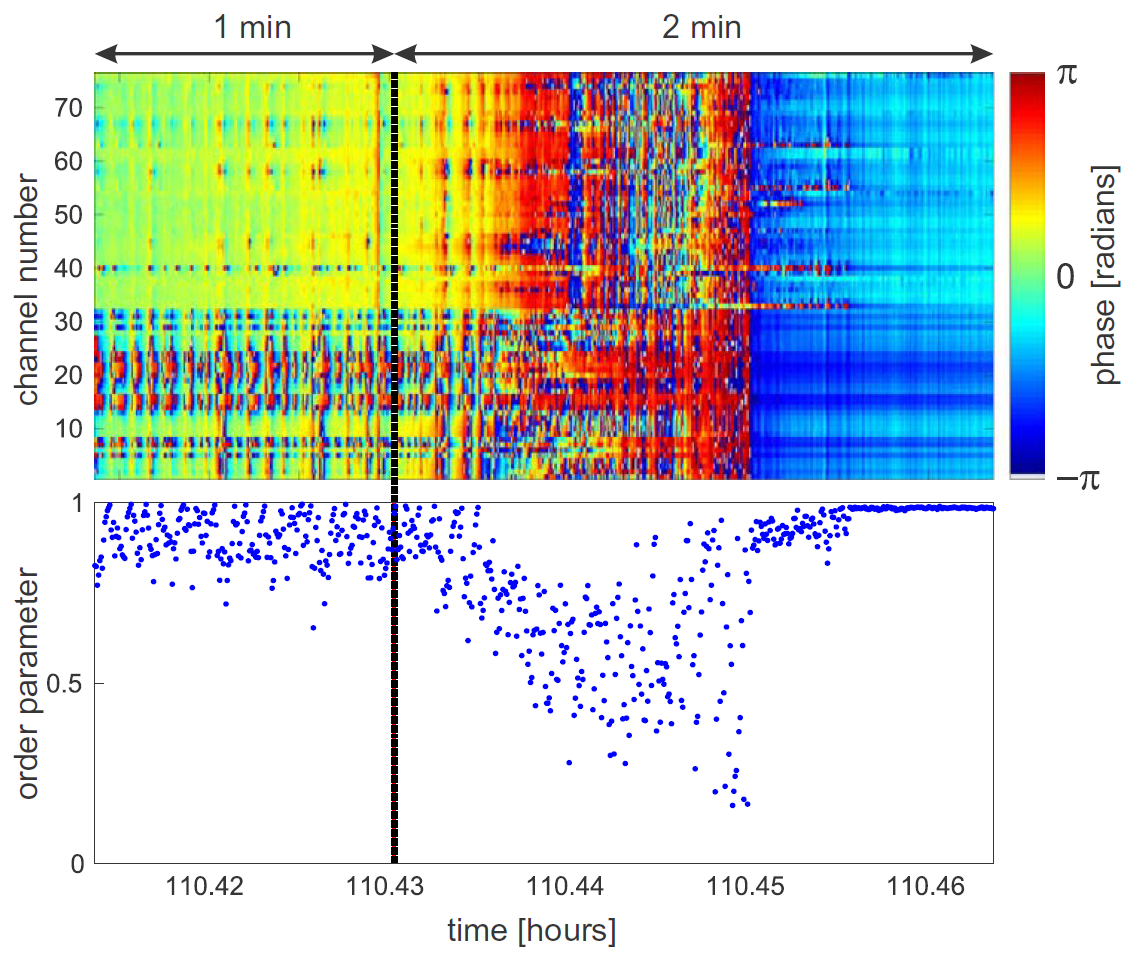 1 min 2 min
channel number
70
60
50
40
30
20
10
π
0
−π
phase [radians]
order parameter
1
0.5
0
110.42 110.43 110.44 110.45 110.46
time [hours]